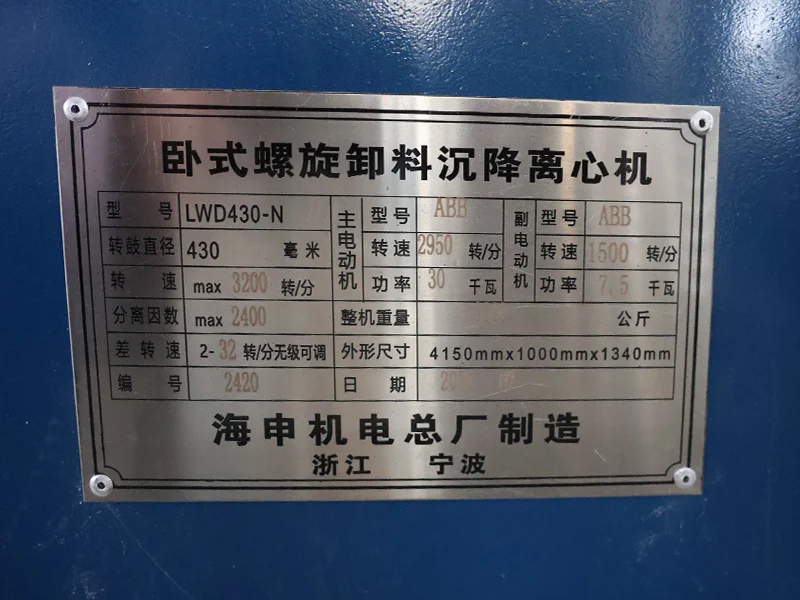 卧式螺旋卸料沉降离心机
型 号 LWD430-N 主电动机 型号 ABB 副电动机 型号 ABB
转鼓直径 430 毫米 转速 2950 转/分 转速 1500 转/分
转 速 max 3200 转/分 功率 30 千瓦 功率 7.5 千瓦
分离因数 max 2400 整机重量 公斤
差转速 2-32 转/分无级可调 外形尺寸 4150mmx1000mmx1340mm
编 号 2420 日 期
海申机电总厂制造
浙江 宁波